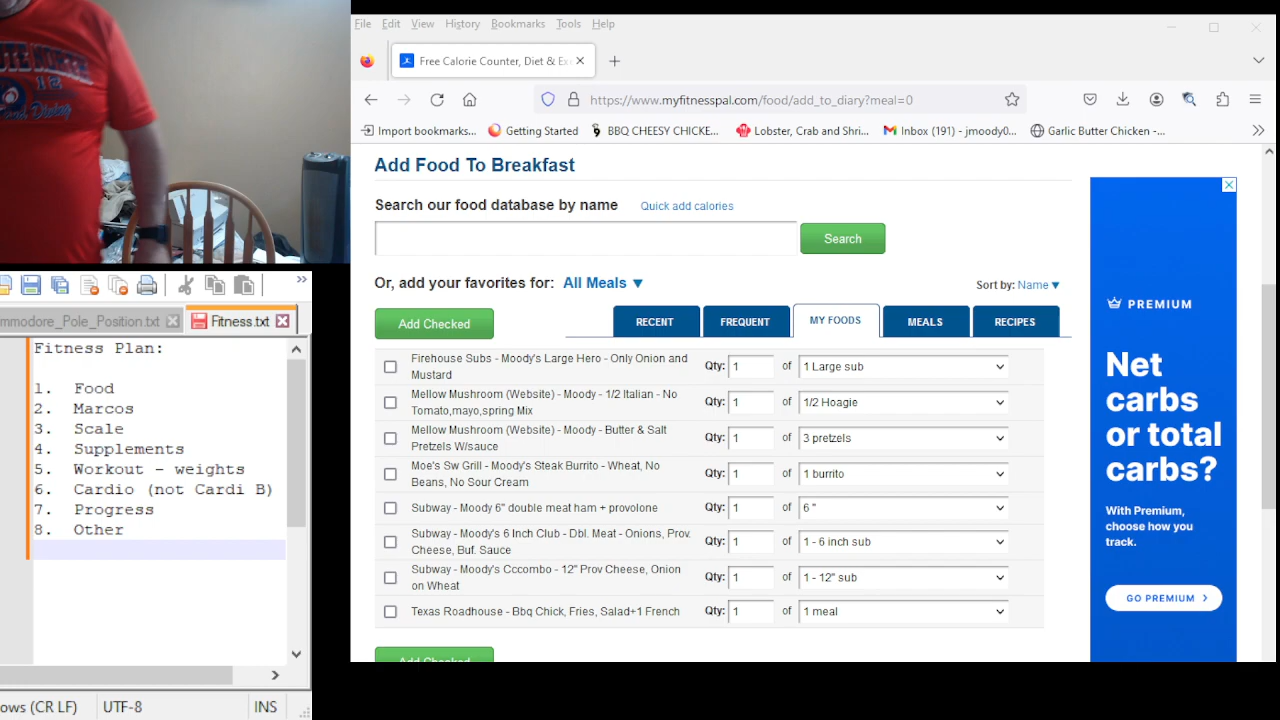 UTE NORTH
12
Diving
File Edit View History Bookmarks Tools Help
Free Calorie Counter, Diet & Ex
https://www.myfitnesspal.com/food/add_to_diary?meal=0
Import bookmarks... Getting Started BBQ CHEESY CHICKE... Lobster, Crab and Shri... Inbox (191) - jmoody0... Garlic Butter Chicken -...
Add Food To Breakfast
Search our food database by name Quick add calories
Search
Or, add your favorites for: All Meals ▼
Sort by: Name ▼
Add Checked
RECENT FREQUENT MY FOODS MEALS RECIPES
Firehouse Subs - Moody's Large Hero - Only Onion and
Mustard
Qty: 1 of 1 Large sub
Mellow Mushroom (Website) - Moody - 1/2 Italian - No
Tomato,mayo,spring Mix
Qty: 1 of 1/2 Hoagie
Mellow Mushroom (Website) - Moody - Butter & Salt
Pretzels W/sauce
Qty: 1 of 3 pretzels
Moe's Sw Grill - Moody's Steak Burrito - Wheat, No
Beans, No Sour Cream
Qty: 1 of 1 burrito
Subway - Moody 6" double meat ham + provolone Qty: 1 of 6 "
Subway - Moody's 6 Inch Club - Dbl. Meat - Onions, Prov.
Cheese, Buf. Sauce
Qty: 1 of 1 - 6 inch sub
Subway - Moody's Cccombo - 12" Prov Cheese, Onion
on Wheat
Qty: 1 of 1 - 12" sub
Texas Roadhouse - Bbq Chick, Fries, Salad+1 French Qty: 1 of 1 meal
Add Checked
PREMIUM
Net
carbs
or total
carbs?
With Premium,
choose how you
track.
GO PREMIUM
mmodore_Pole_Position.txt Fitness.txt
Fitness Plan:
1. Food
2. Marcos
3. Scale
4. Supplements
5. Workout - weights
6. Cardio (not Cardi B)
7. Progress
8. Other
ows (CR LF) UTF-8 INS